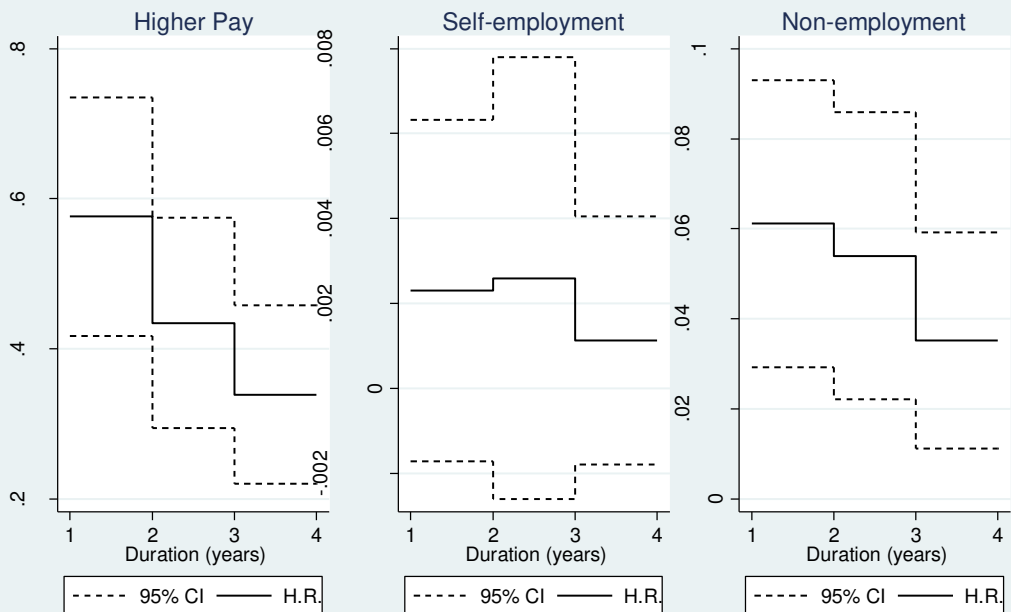 Higher Pay
.8
.6
.4
.2
1 2 3 4
Duration (years)
95% CI H.R.
Self-employment
.008
.006
.004
.002
0
-.002
1 2 3 4
Duration (years)
95% CI H.R.
Non-employment
.1
.08
.06
.04
.02
0
1 2 3 4
Duration (years)
95% CI H.R.